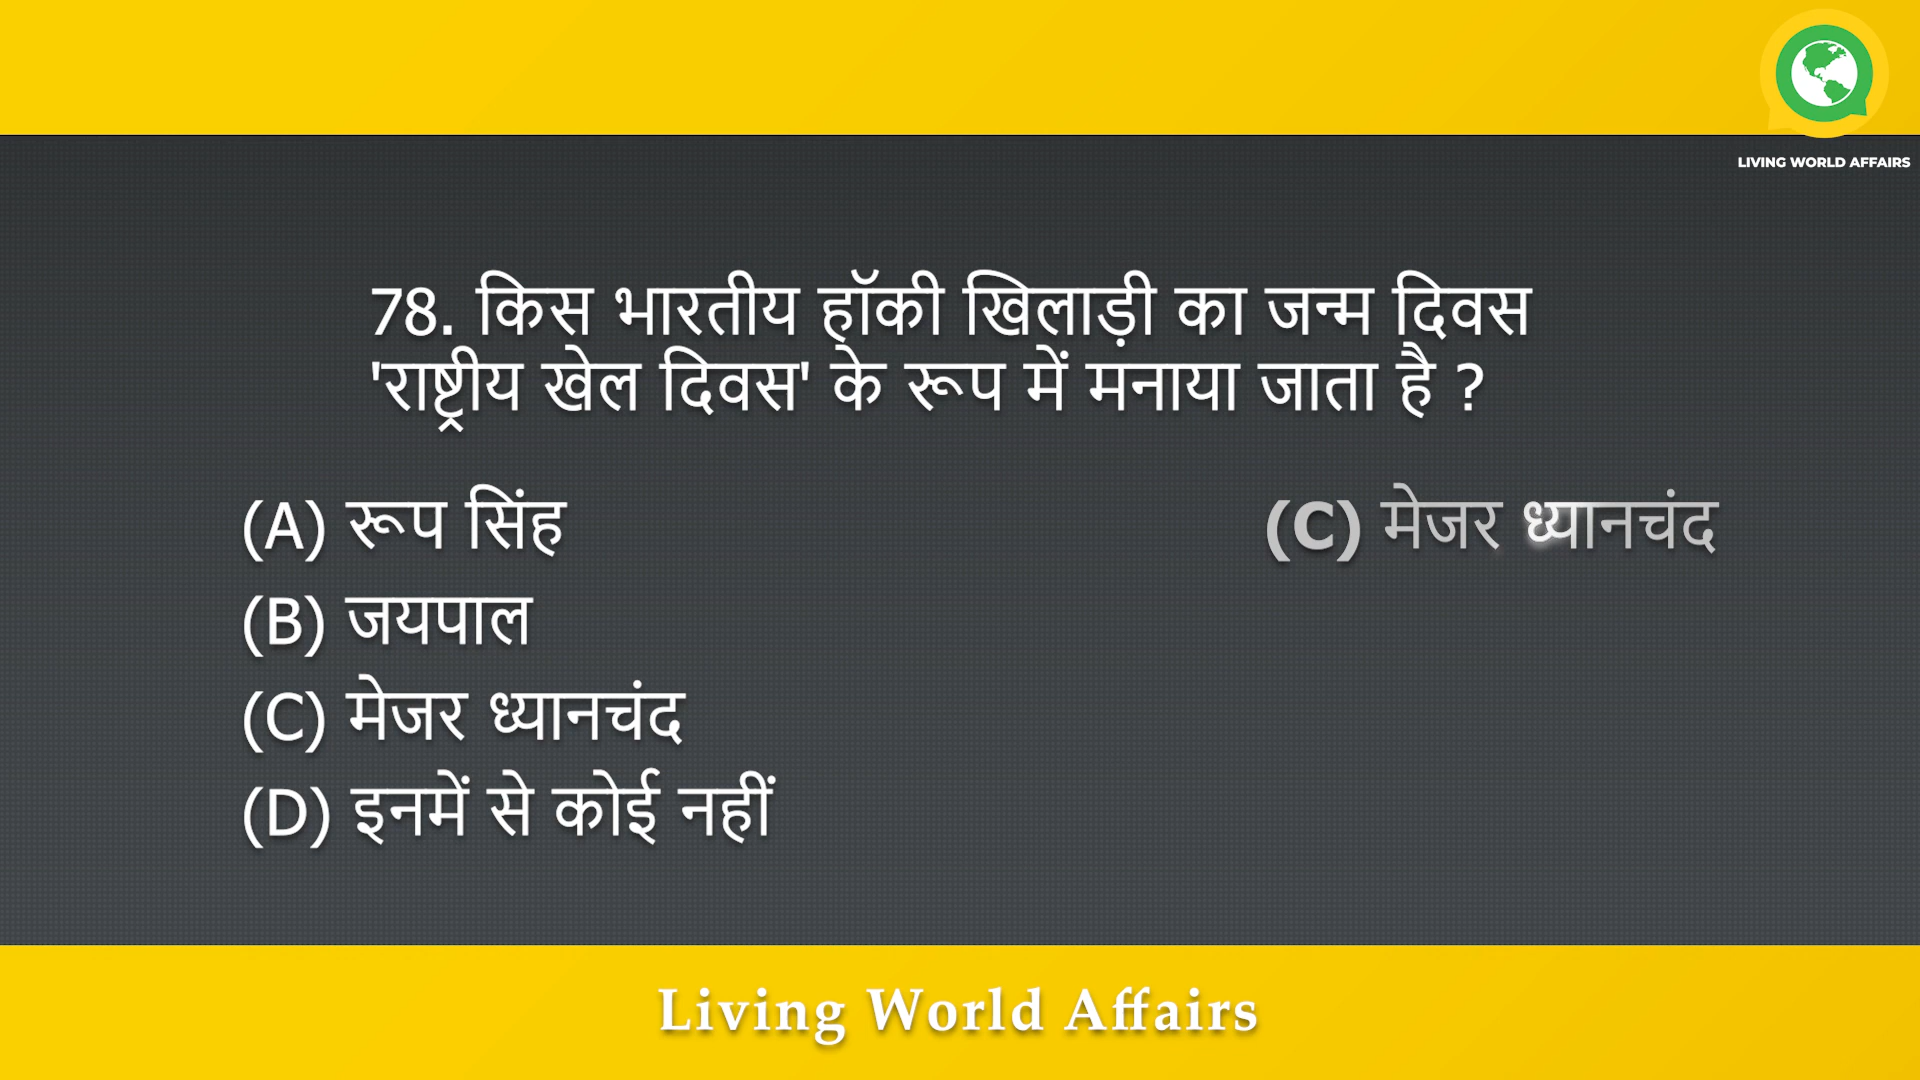 LIVING WORLD AFFAIRS
78. किस भारतीय हॉकी खिलाड़ी का जन्म दिवस
'राष्ट्रीय खेल दिवस' के रूप में मनाया जाता है ?
(A) रूप सिंह
(B) जयपाल
(C) मेजर ध्यानचंद
(D) इनमें से कोई नहीं
(C) मेजर ध्यानचंद
Living World Affairs